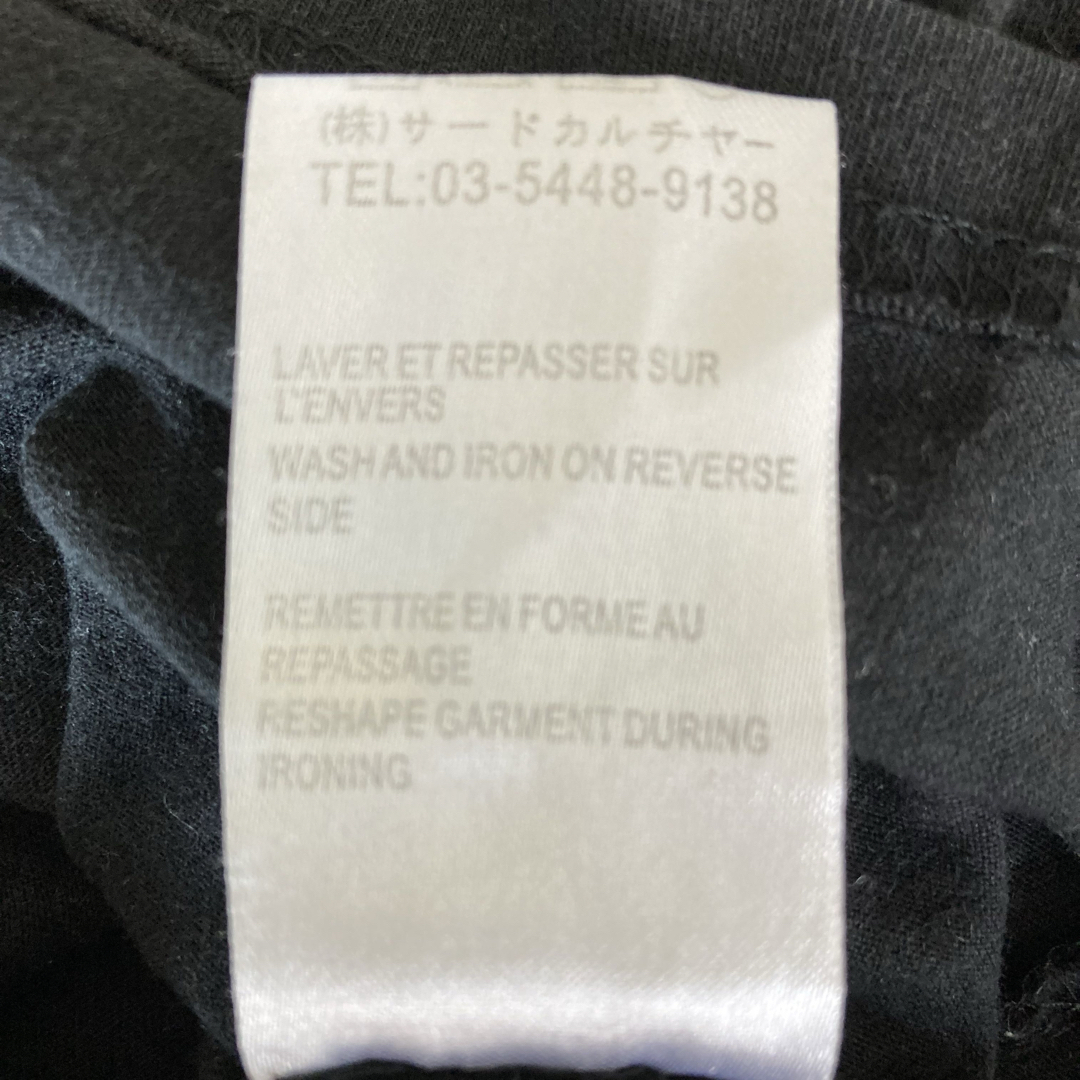 (株)サードカルチャー
TEL:03-5448-9138
LAVER ET REPASSER SUR
L'ENVERS
WASH AND IRON ON REVERSE
SIDE
REMETTRE EN FORME AU
REPASSAGE
RESHAPE GARMENT DURING
IRONING